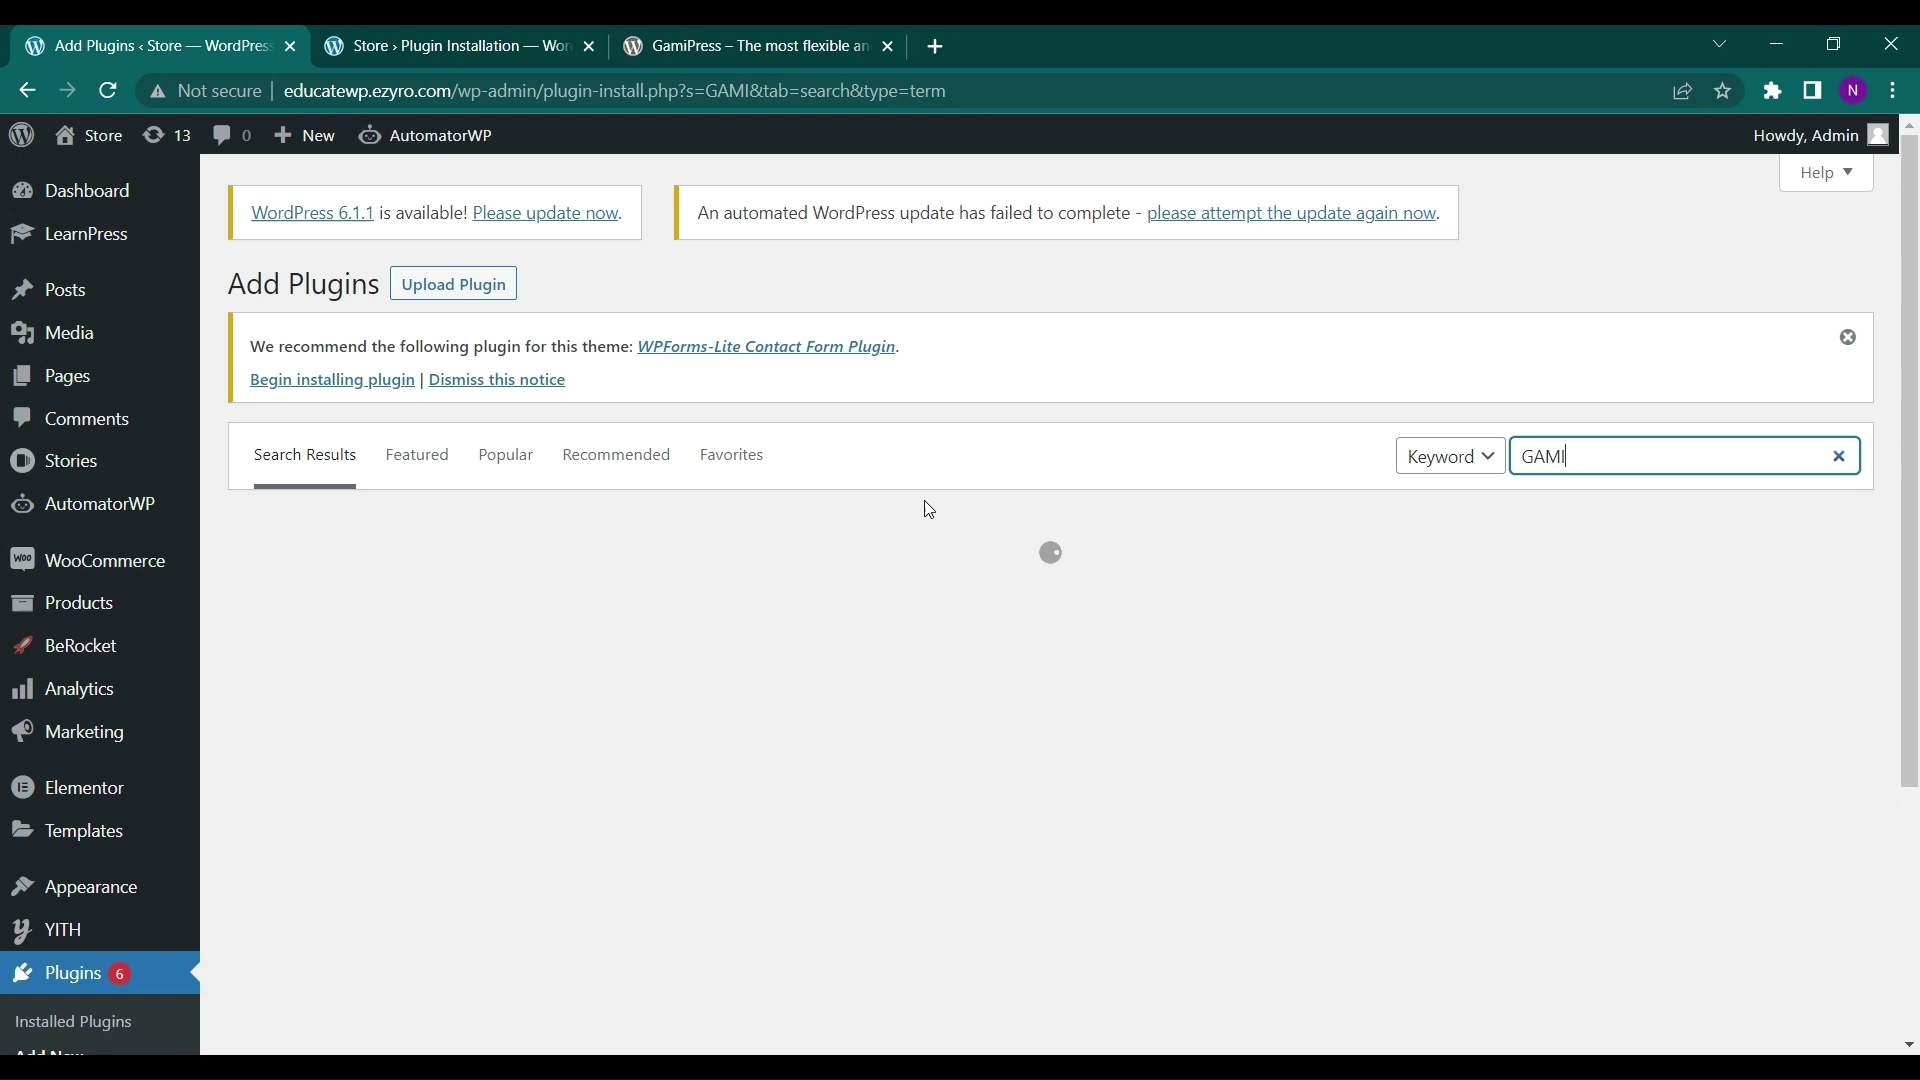 Add Plugins ‹ Store — WordPress
Store › Plugin Installation — Wor
GamiPress – The most flexible an
Not secure
educatewp.ezyro.com/wp-admin/plugin-install.php?s=GAMI&tab=search&type=term
N
Store
13
0
New
AutomatorWP
Howdy, Admin
Help
WordPress 6.1.1 is available! Please update now.
An automated WordPress update has failed to complete - please attempt the update again now.
Add Plugins
Upload Plugin
We recommend the following plugin for this theme: WPForms-Lite Contact Form Plugin.
Begin installing plugin | Dismiss this notice
Search Results
Featured
Popular
Recommended
Favorites
Keyword
GAMI
Dashboard
LearnPress
Posts
Media
Pages
Comments
Stories
AutomatorWP
Woo
WooCommerce
Products
BeRocket
Analytics
Marketing
Elementor
Templates
Appearance
YITH
Plugins 6
Installed Plugins
Add New